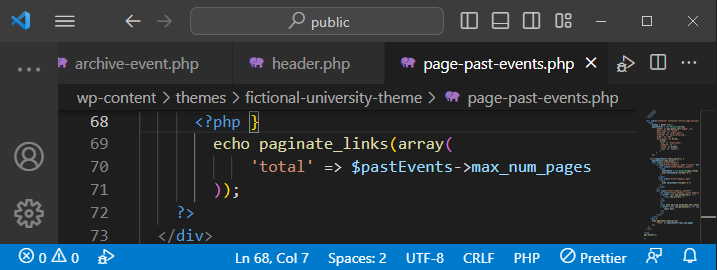 public
archive-event.php header.php page-past-events.php
wp-content > themes > fictional-university-theme > page-past-events.php
68 <?php }
69 echo paginate_links(array(
70 'total' => $pastEvents->max_num_pages
71 ));
72 ?>
73 </div>
0 0 Ln 68, Col 7 Spaces: 2 UTF-8 CRLF PHP Prettier